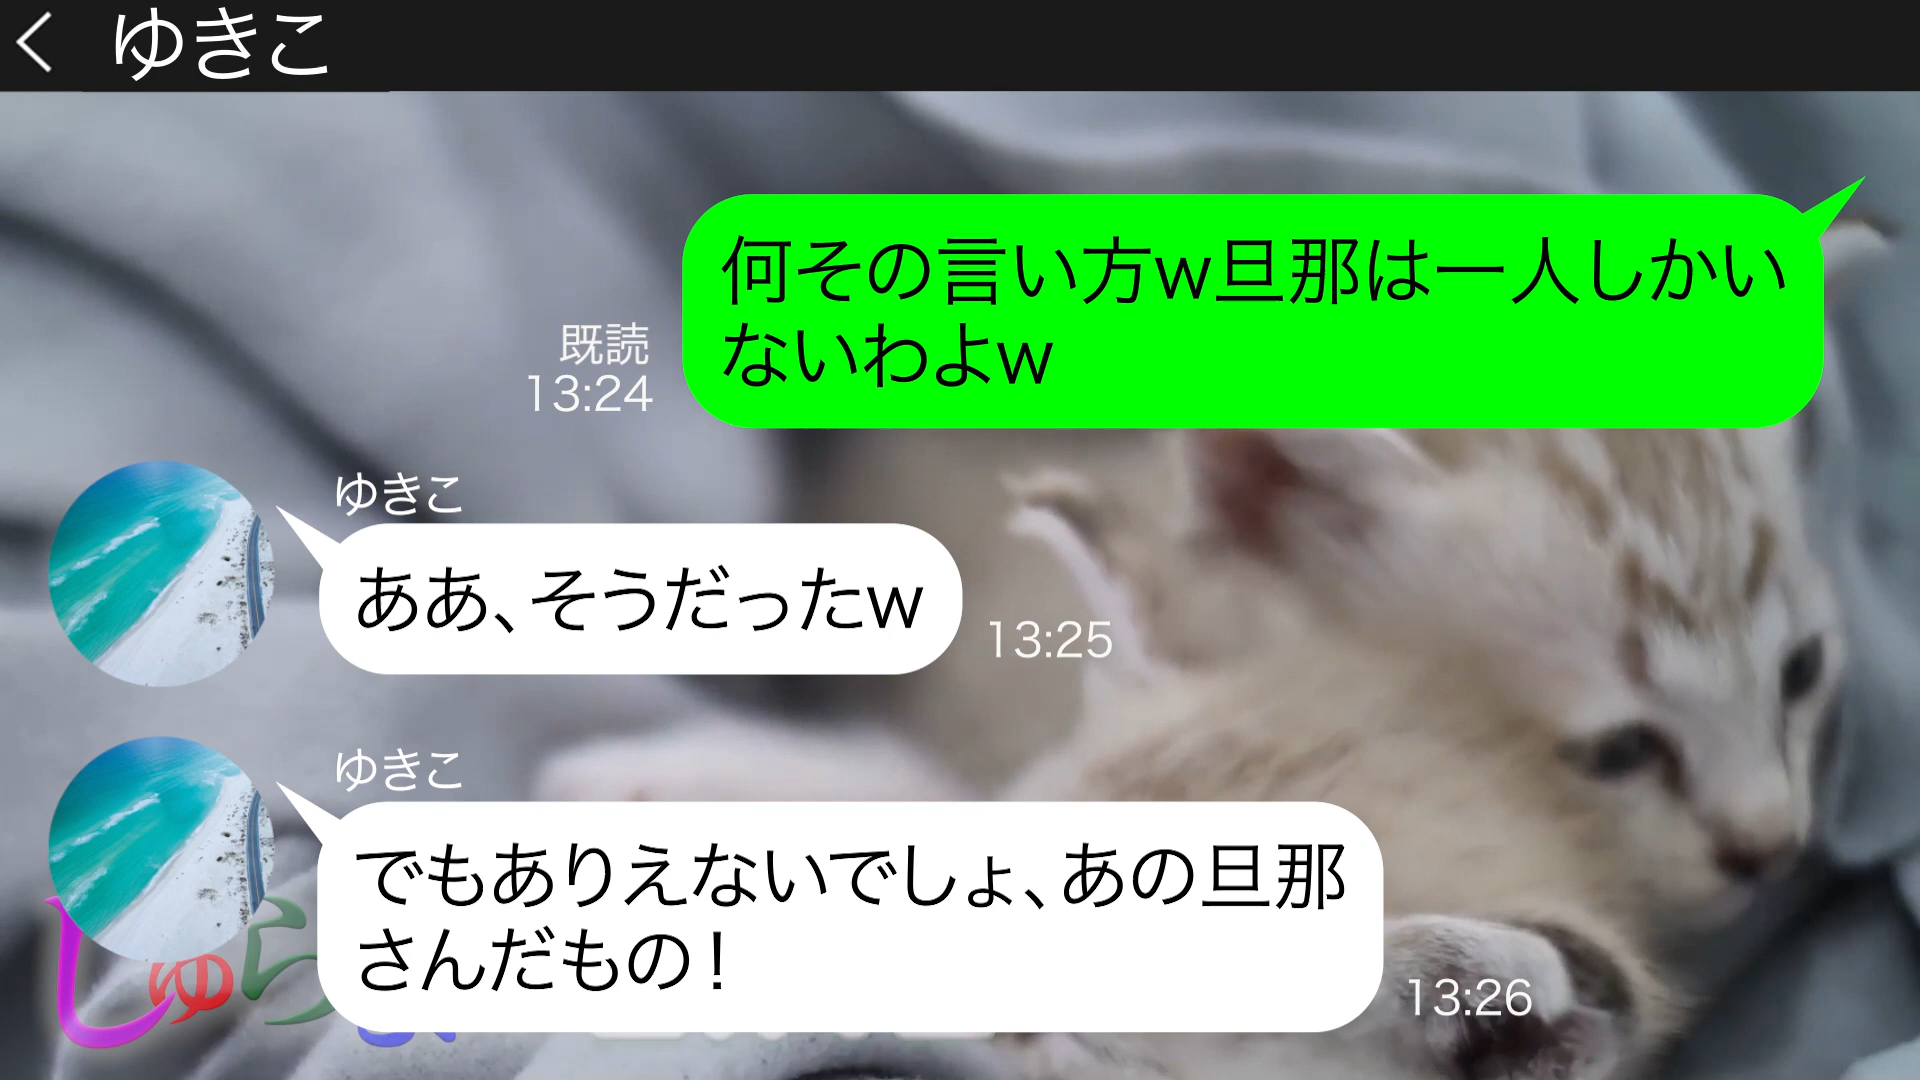 ゆきこ
何その言い方w旦那は一人しかい
ないわよw
既読
13:24
ゆきこ
ああ、そうだったw
13:25
ゆきこ
でもありえないでしょ、あの旦那
さんだもの！
13:26
しゅら